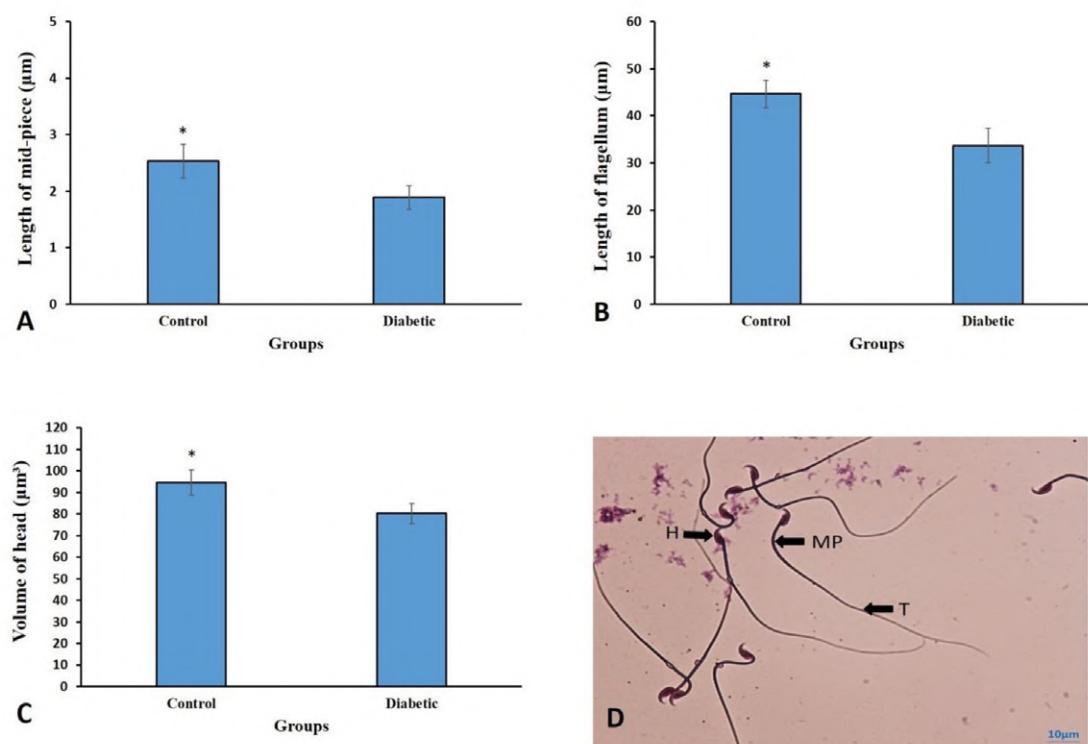 5
4
3
2
1
0
Length of mid-piece (µm)
*
Control
Diabetic
Groups
A
60
50
40
30
20
10
0
Length of flagellum (µm)
*
Control
Diabetic
Groups
B
120
110
100
90
80
70
60
50
40
30
20
10
0
Volume of head (µm³)
*
Control
Diabetic
Groups
C
H
MP
T
D
10µm